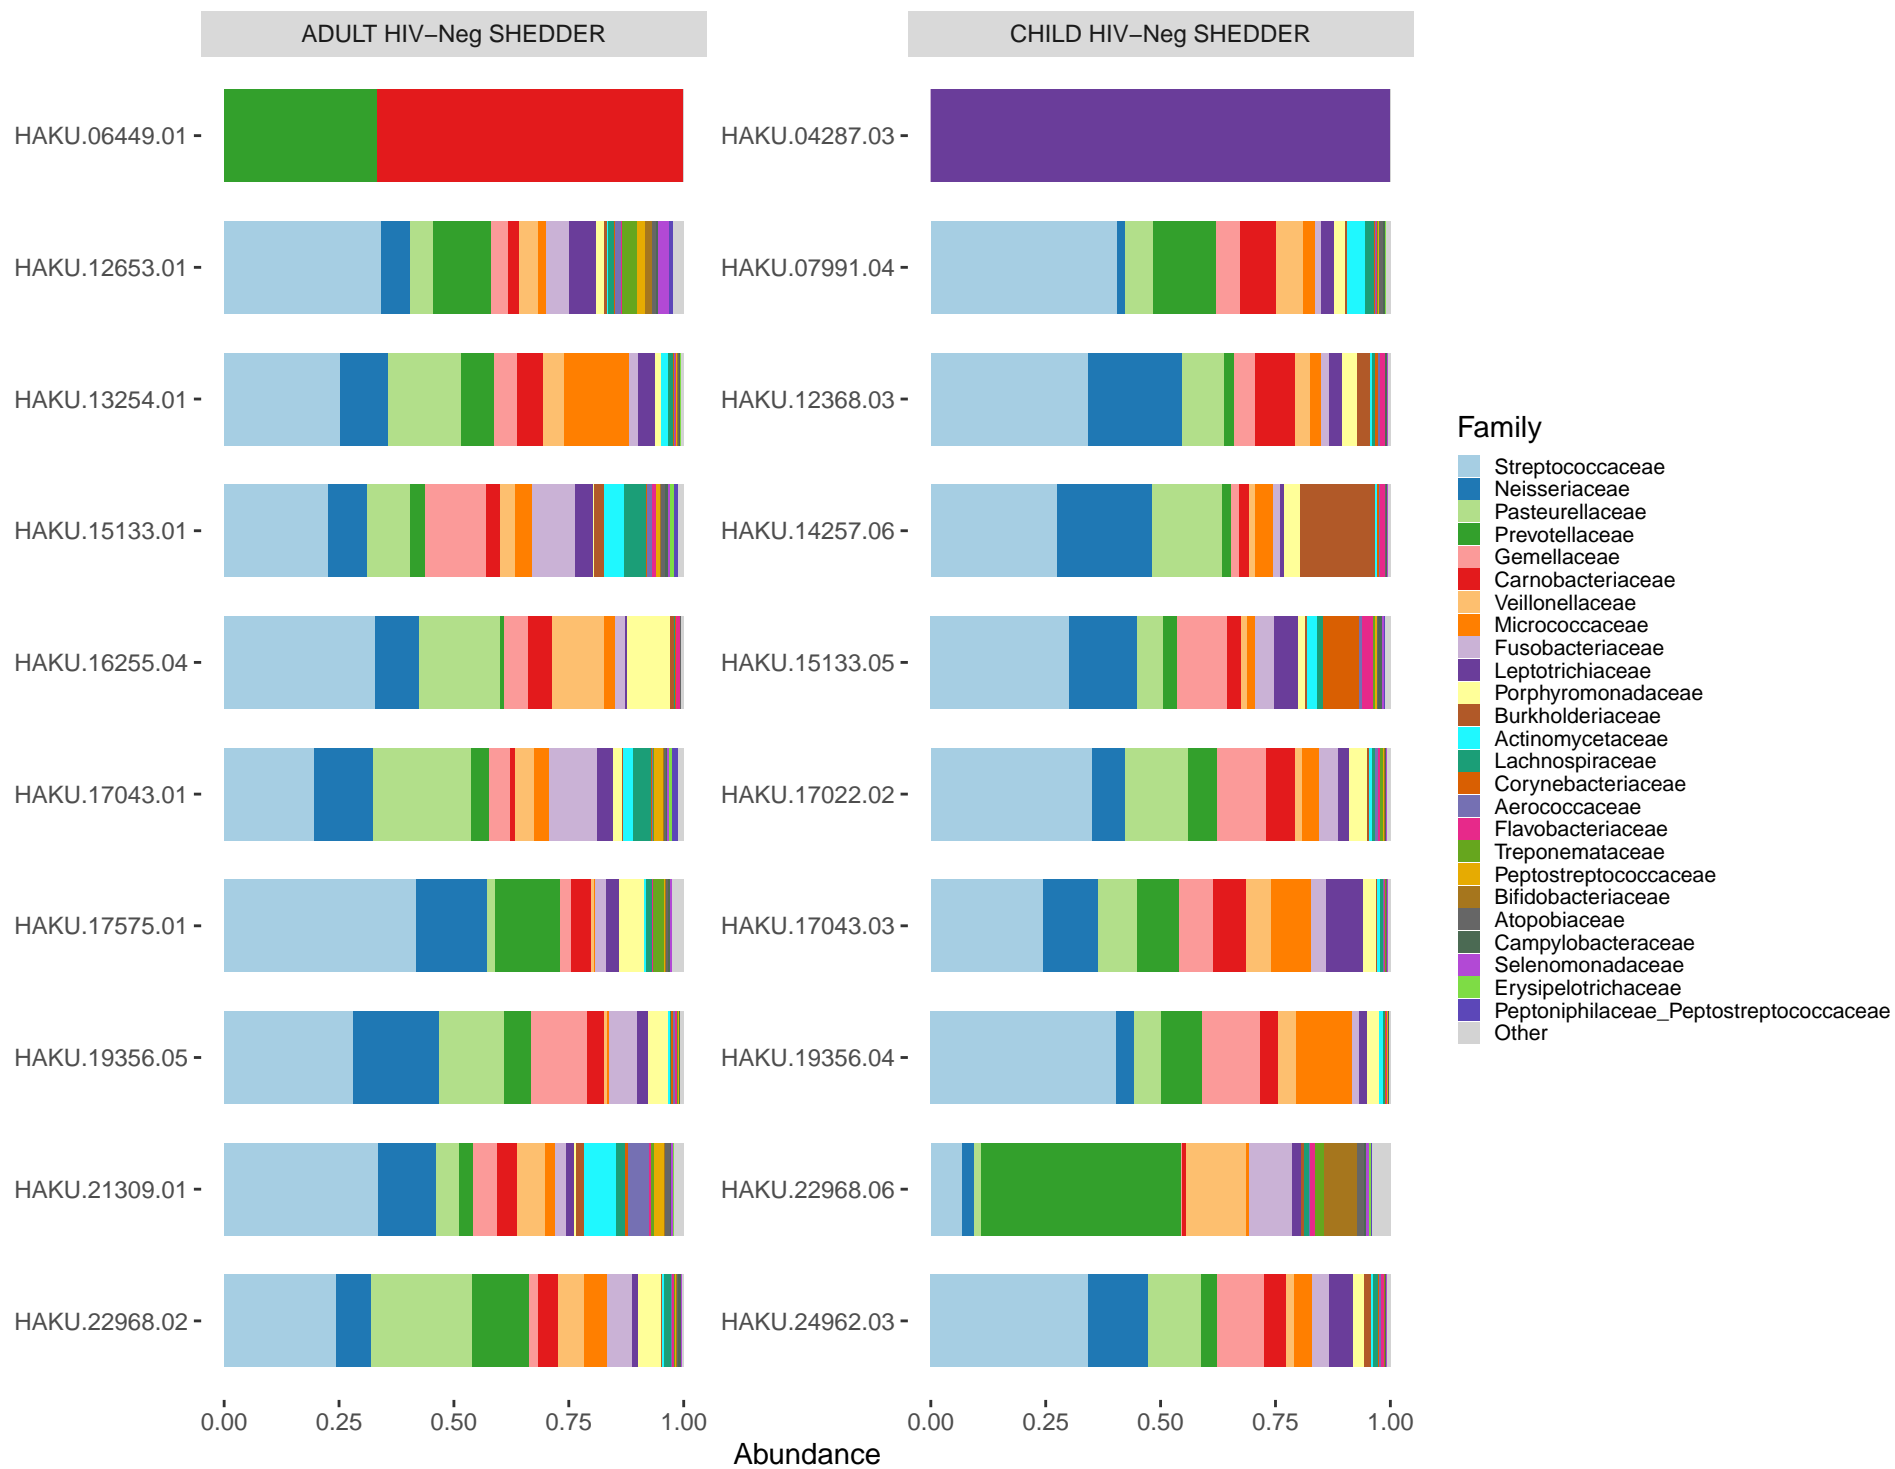 ADULT HIV−Neg SHEDDER
CHILD HIV−Neg SHEDDER
HAKU.06449.01
HAKU.12653.01
HAKU.13254.01
HAKU.15133.01
HAKU.16255.04
HAKU.17043.01
HAKU.17575.01
HAKU.19356.05
HAKU.21309.01
HAKU.22968.02
HAKU.04287.03
HAKU.07991.04
HAKU.12368.03
HAKU.14257.06
HAKU.15133.05
HAKU.17022.02
HAKU.17043.03
HAKU.19356.04
HAKU.22968.06
HAKU.24962.03
0.00 0.25 0.50 0.75 1.00
0.00 0.25 0.50 0.75 1.00
Abundance
Family
Streptococcaceae
Neisseriaceae
Pasteurellaceae
Prevotellaceae
Gemellaceae
Carnobacteriaceae
Veillonellaceae
Micrococcaceae
Fusobacteriaceae
Leptotrichiaceae
Porphyromonadaceae
Burkholderiaceae
Actinomycetaceae
Lachnospiraceae
Corynebacteriaceae
Aerococcaceae
Flavobacteriaceae
Treponemataceae
Peptostreptococcaceae
Bifidobacteriaceae
Atopobiaceae
Campylobacteraceae
Selenomonadaceae
Erysipelotrichaceae
Peptoniphilaceae_Peptostreptococcaceae
Other